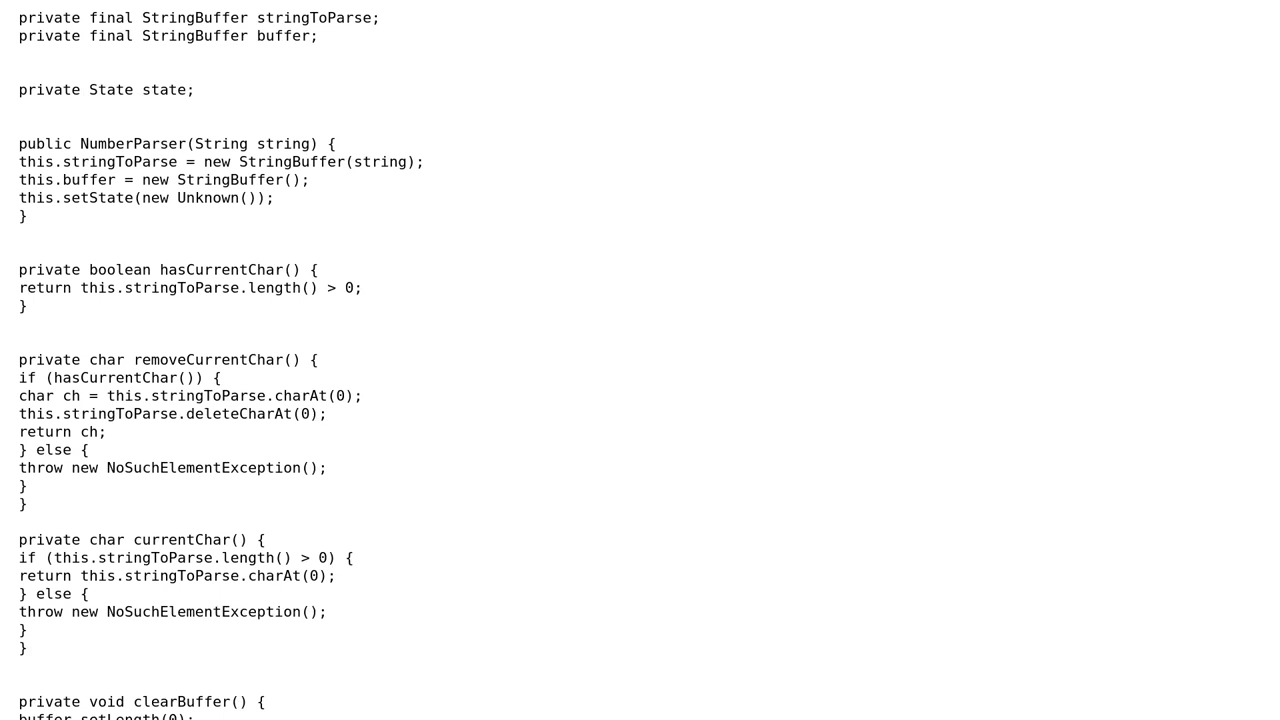 private final StringBuffer stringToParse;
private final StringBuffer buffer;
private State state;
public NumberParser(String string) {
this.stringToParse = new StringBuffer(string);
this.buffer = new StringBuffer();
this.setState(new Unknown());
}
private boolean hasCurrentChar() {
return this.stringToParse.length() > 0;
}
private char removeCurrentChar() {
if (hasCurrentChar()) {
char ch = this.stringToParse.charAt(0);
this.stringToParse.deleteCharAt(0);
return ch;
} else {
throw new NoSuchElementException();
}
}
private char currentChar() {
if (this.stringToParse.length() > 0) {
return this.stringToParse.charAt(0);
} else {
throw new NoSuchElementException();
}
}
private void clearBuffer() {
buffer.setLength(0);